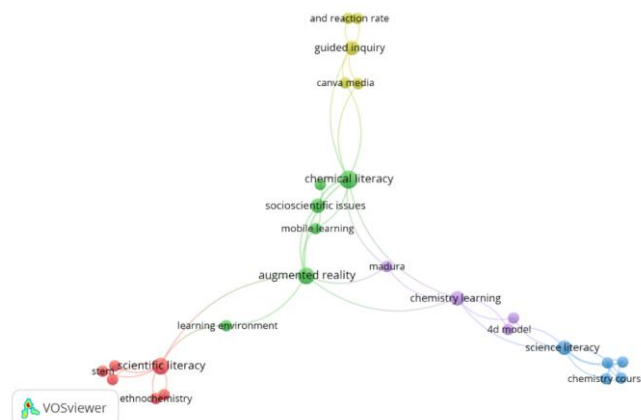 and reaction rate
guided inquiry
canva media
chemical literacy
socioscientific issues
mobile learning
augmented reality
madura
chemistry learning
learning environment
4d model
science literacy
scientific literacy
stem
chemistry cours
ethnochemistry
VOSviewer